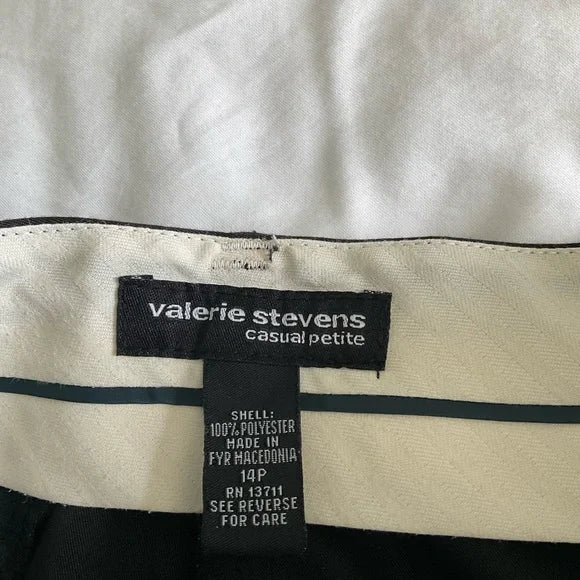 valerie stevens
casual petite
SHELL:
100% POLYESTER
MADE IN
FYR MACEDONIA
14P
RN 13711
SEE REVERSE
FOR CARE